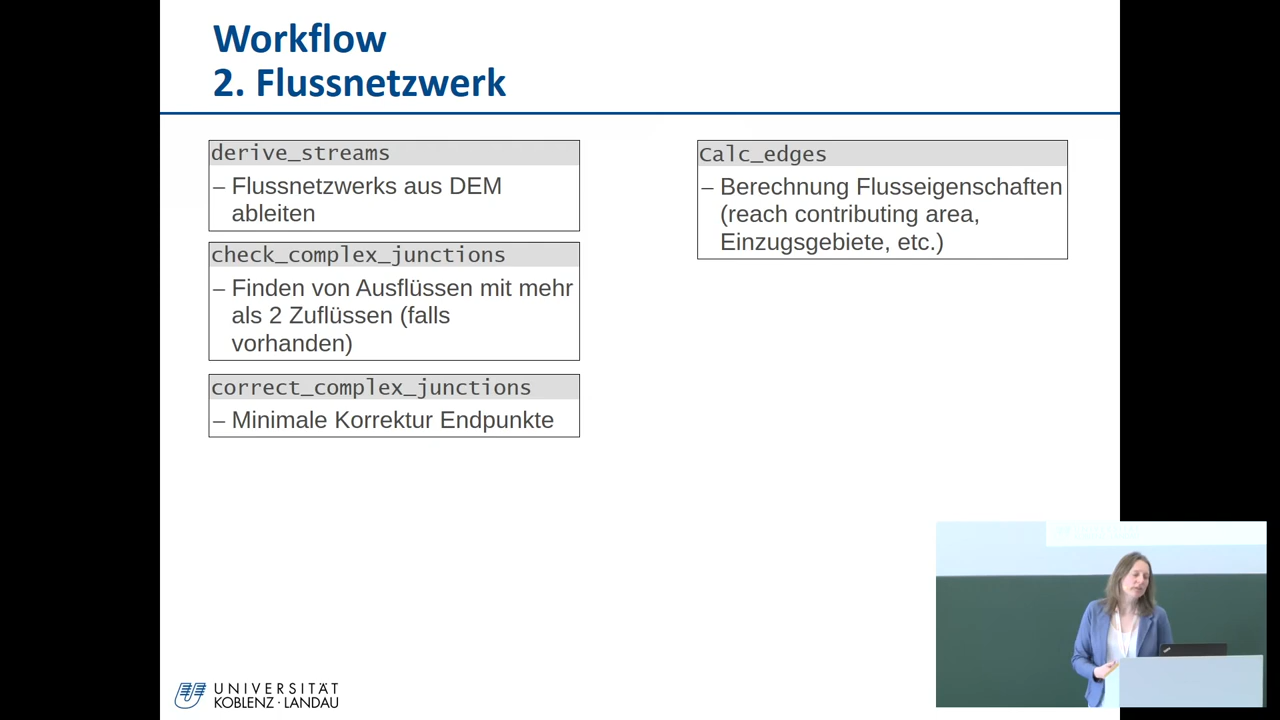 Workflow
2. Flussnetzwerk
derive_streams
– Flussnetzwerks aus DEM
ableiten
check_complex_junctions
– Finden von Ausflüssen mit mehr
als 2 Zuflüssen (falls
vorhanden)
correct_complex_junctions
– Minimale Korrektur Endpunkte
Calc_edges
– Berechnung Flusseigenschaften
(reach contributing area,
Einzugsgebiete, etc.)
UNIVERSITÄT
KOBLENZ · LANDAU